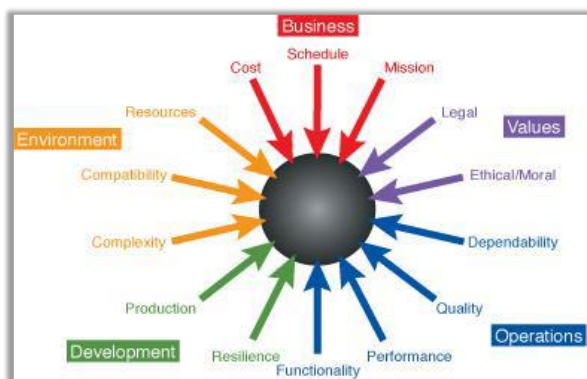 Business
Schedule
Cost
Mission
Resources
Legal
Environment
Values
Compatibility
Ethical/Moral
Complexity
Dependability
Production
Quality
Development
Resilience
Functionality
Performance
Operations